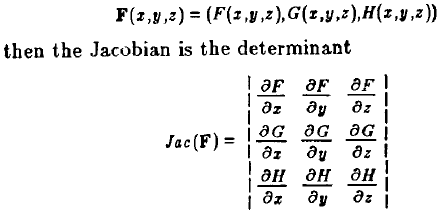 F(x,y,z) = (F(x,y,z),G(x,y,z),H(x,y,z))
then the Jacobian is the determinant
Jac(F) = | ∂F/∂x ∂F/∂y ∂F/∂z |
| ∂G/∂x ∂G/∂y ∂G/∂z |
| ∂H/∂x ∂H/∂y ∂H/∂z |